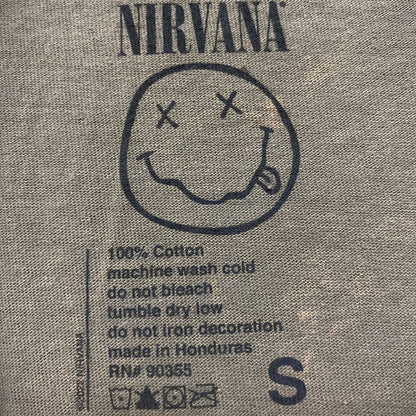 NIRVANA
100% Cotton
machine wash cold
do not bleach
tumble dry low
do not iron decoration
made in Honduras
RN# 90355
S
©2022 NIRVANA